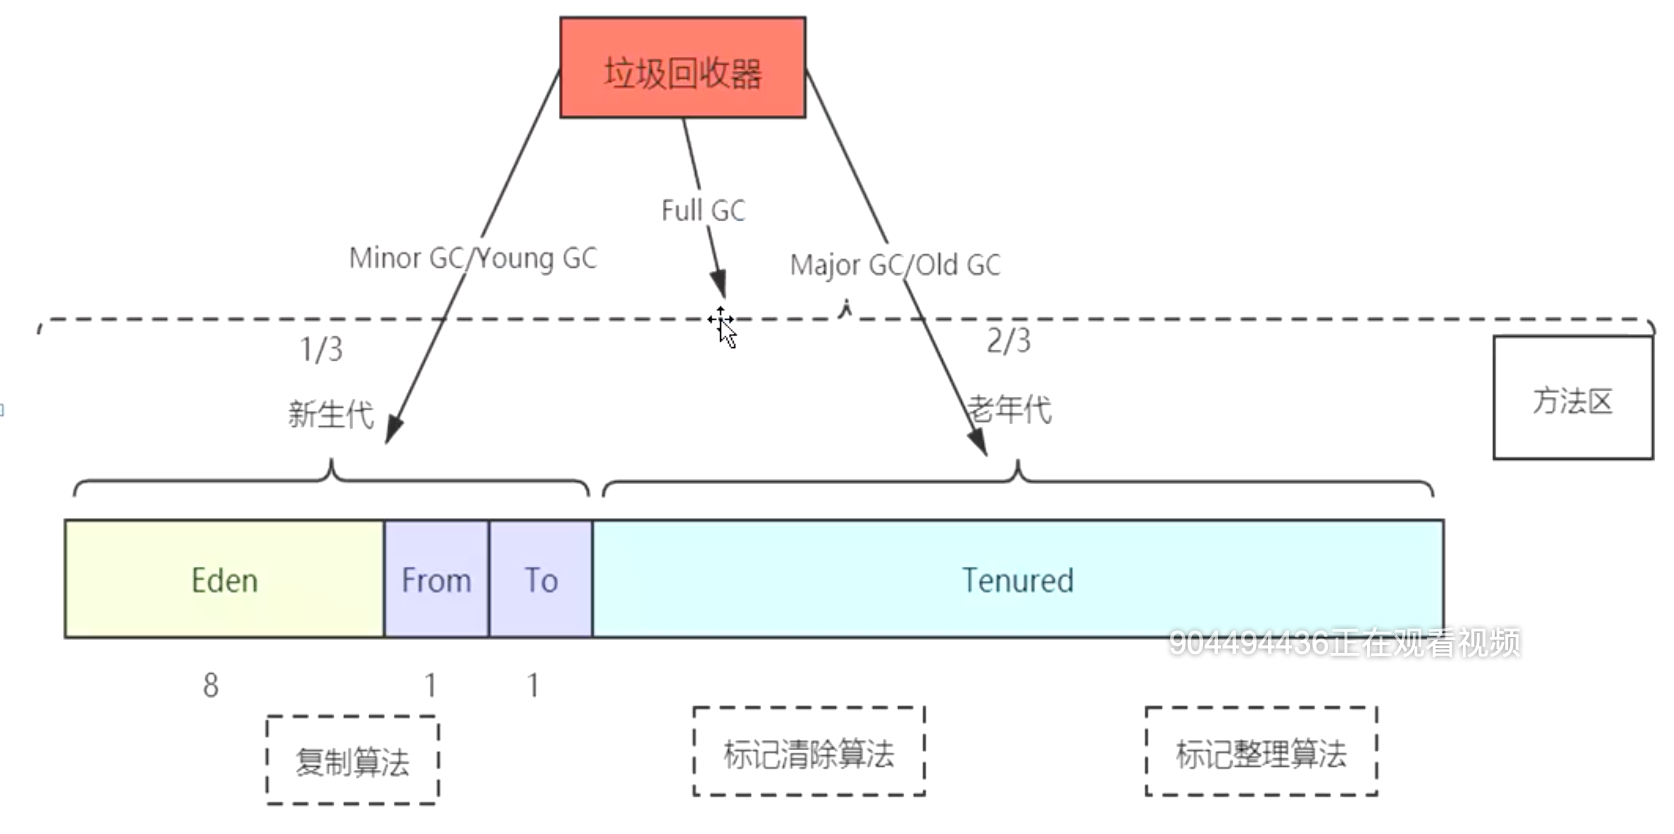 垃圾回收器
Full GC
Minor GC/Young GC
Major GC/Old GC
1/3
2/3
新生代
老年代
方法区
Eden
From
To
Tenured
904494436正在观看视频
8
1
1
复制算法
标记清除算法
标记整理算法